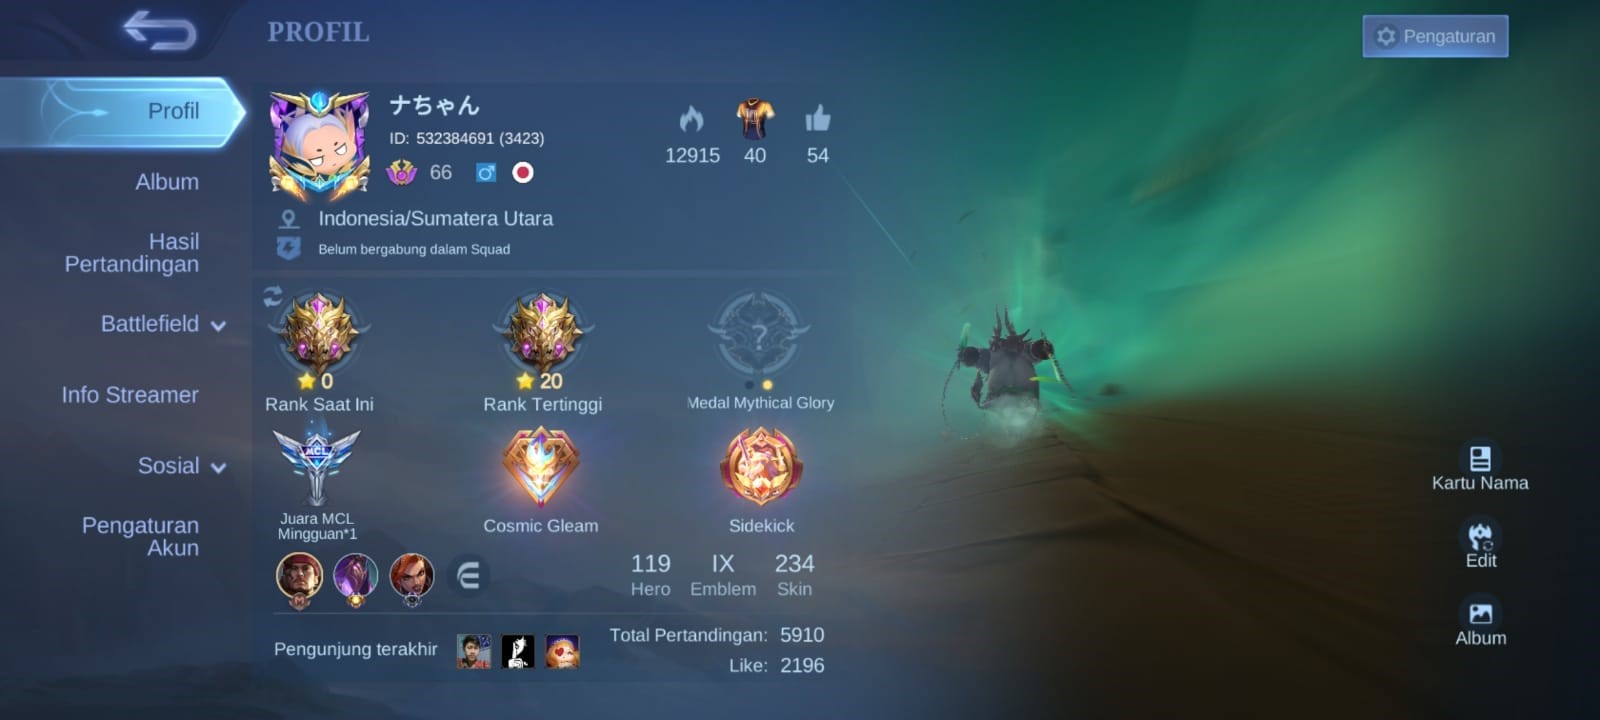 PROFIL
Pengaturan
Profil
Album
Hasil
Pertandingan
Battlefield
Info Streamer
Sosial
Pengaturan
Akun
ナちゃん
ID: 532384691 (3423)
66
12915
40
54
Indonesia/Sumatera Utara
Belum bergabung dalam Squad
0
Rank Saat Ini
20
Rank Tertinggi
?
Medal Mythical Glory
MCL
Juara MCL
Mingguan*1
Cosmic Gleam
Sidekick
119
Hero
IX
Emblem
234
Skin
Pengunjung terakhir
Total Pertandingan: 5910
Like: 2196
Kartu Nama
Edit
Album